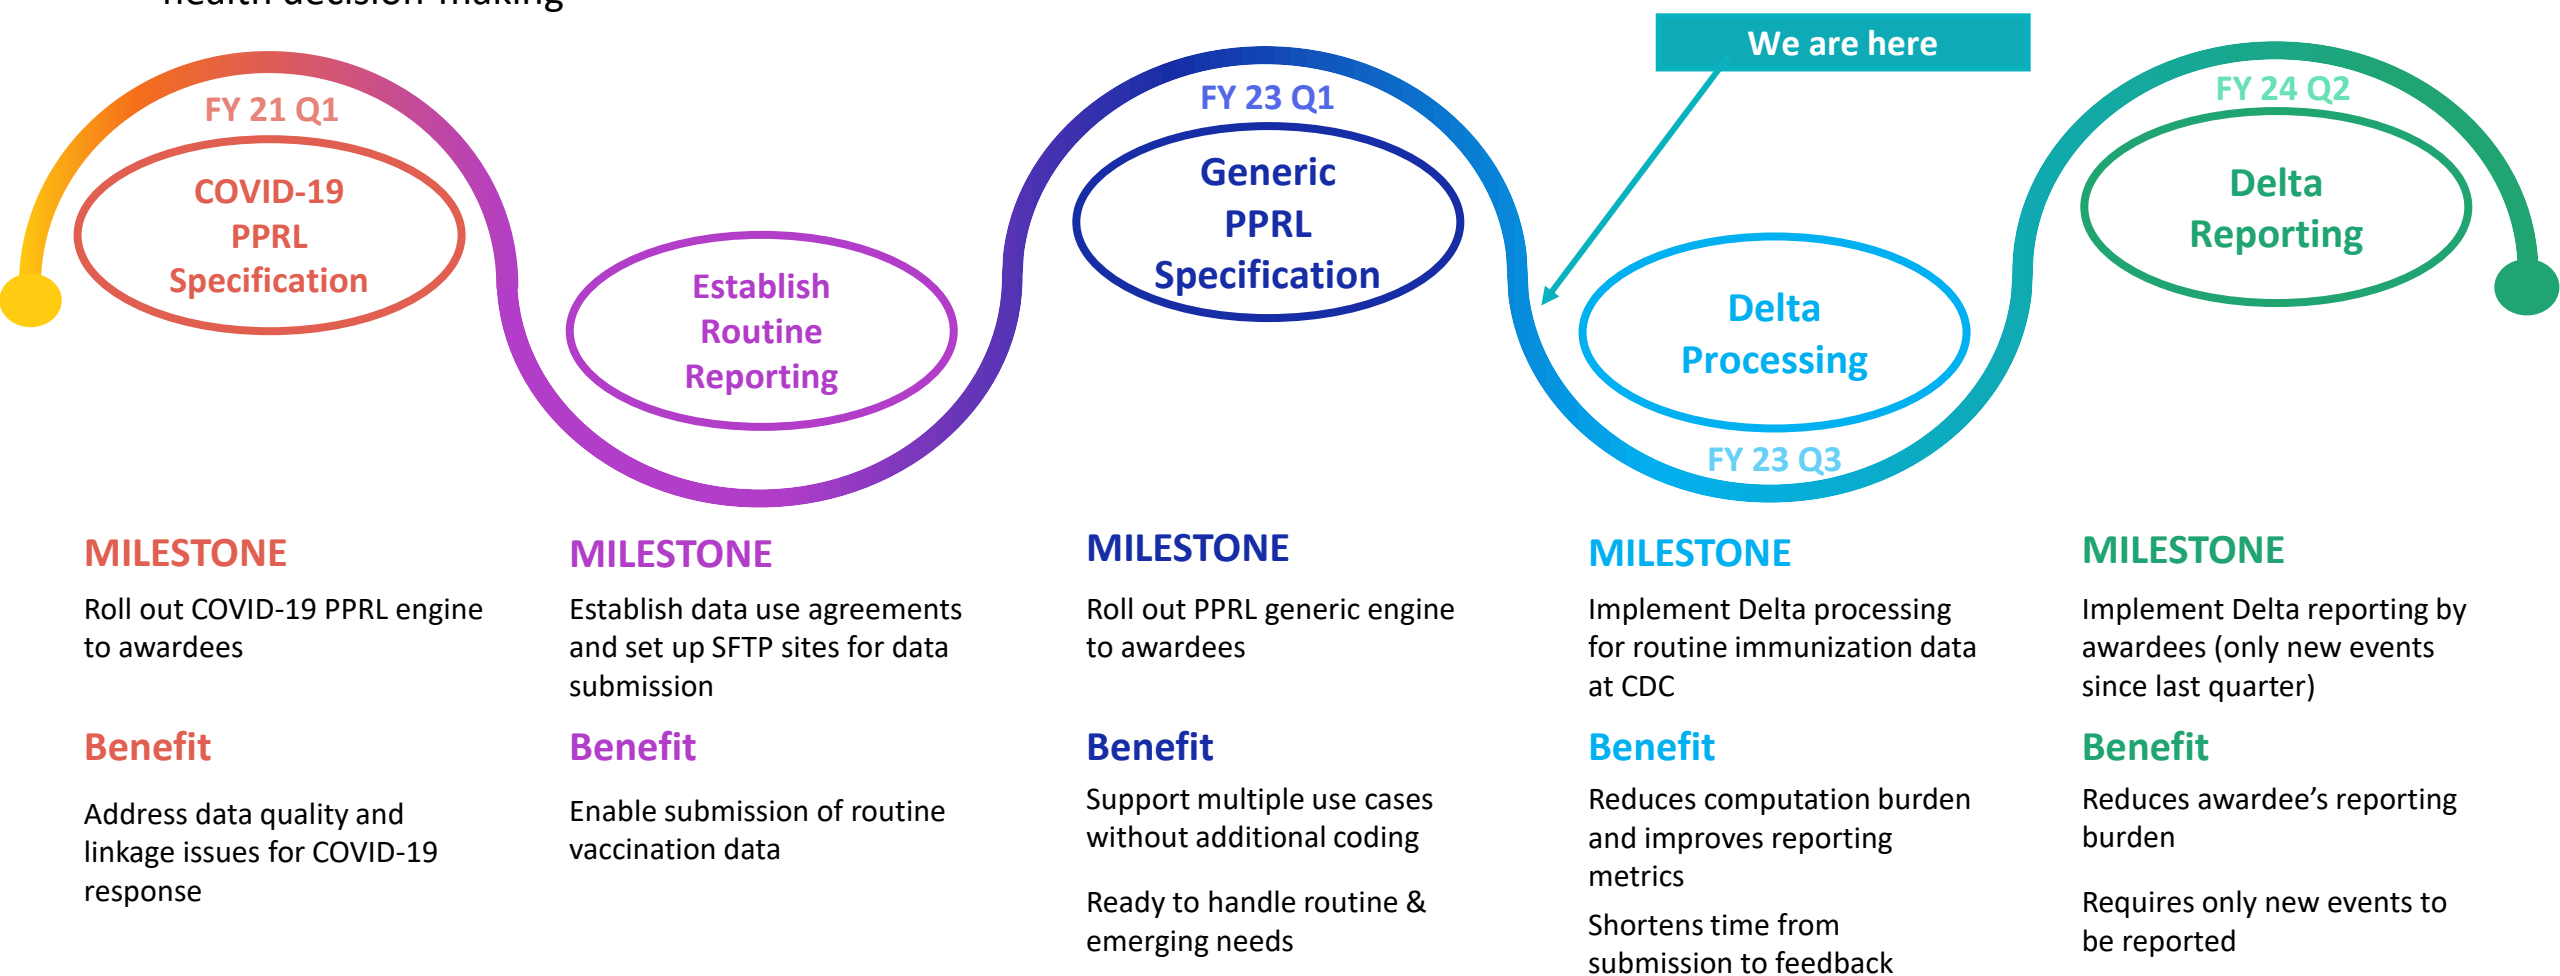 health decision-making
We are here
FY 21 Q1
COVID-19
PPRL
Specification
Establish
Routine
Reporting
FY 23 Q1
Generic
PPRL
Specification
Delta
Processing
FY 23 Q3
FY 24 Q2
Delta
Reporting
MILESTONE
Roll out COVID-19 PPRL engine
to awardees
Benefit
Address data quality and
linkage issues for COVID-19
response
MILESTONE
Establish data use agreements
and set up SFTP sites for data
submission
Benefit
Enable submission of routine
vaccination data
MILESTONE
Roll out PPRL generic engine
to awardees
Benefit
Support multiple use cases
without additional coding
Ready to handle routine &
emerging needs
MILESTONE
Implement Delta processing
for routine immunization data
at CDC
Benefit
Reduces computation burden
and improves reporting
metrics
Shortens time from
submission to feedback
MILESTONE
Implement Delta reporting by
awardees (only new events
since last quarter)
Benefit
Reduces awardee’s reporting
burden
Requires only new events to
be reported